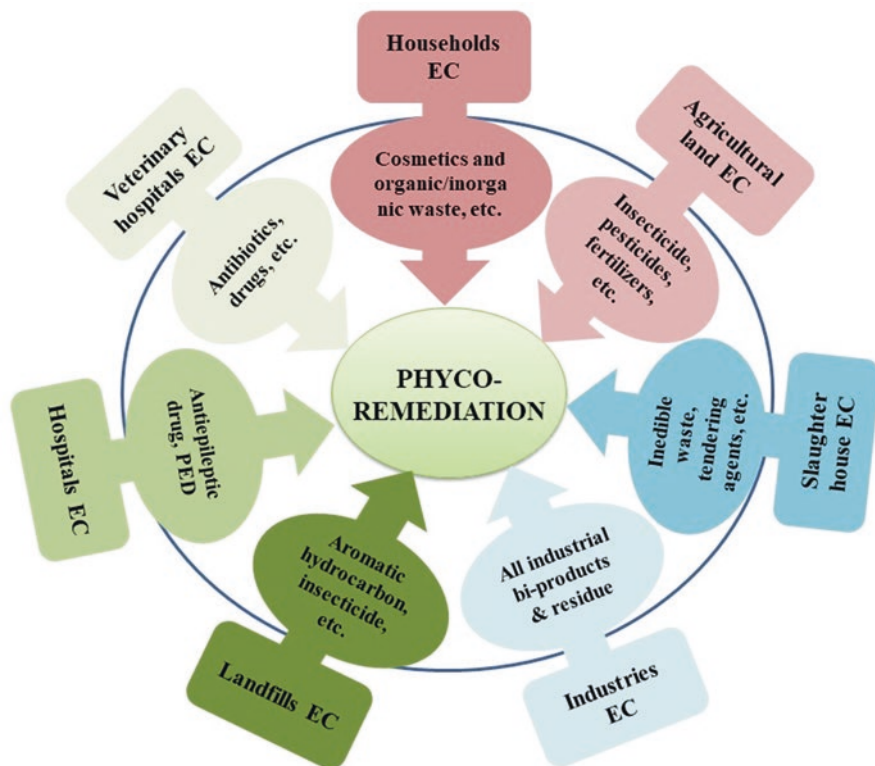 Households
EC
Cosmetics and
organic/inorga
nic waste, etc.
Agricultural
land EC
Insecticide,
pesticides,
fertilizers,
etc.
Slaughter
house EC
Inedible
waste,
tendering
agents, etc.
Industries
EC
All industrial
bi-products
& residue
Landfills EC
Aromatic
hydrocarbon,
insecticide,
etc.
Hospitals EC
Antiepileptic
drug, PED
Veterinary
hospitals EC
Antibiotics,
drugs, etc.
PHYCO-
REMEDIATION